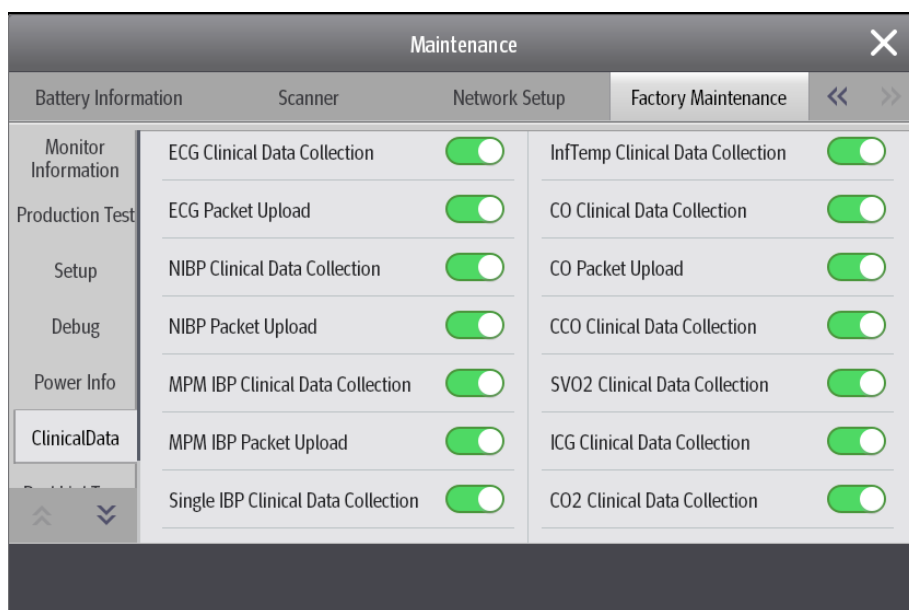 Maintenance
Battery Information
Scanner
Network Setup
Factory Maintenance
Monitor
Information
Production Test
Setup
Debug
Power Info
ClinicalData
ECG Clinical Data Collection
ECG Packet Upload
NIBP Clinical Data Collection
NIBP Packet Upload
MPM IBP Clinical Data Collection
MPM IBP Packet Upload
Single IBP Clinical Data Collection
InfTemp Clinical Data Collection
CO Clinical Data Collection
CO Packet Upload
CCO Clinical Data Collection
SVO2 Clinical Data Collection
ICG Clinical Data Collection
CO2 Clinical Data Collection